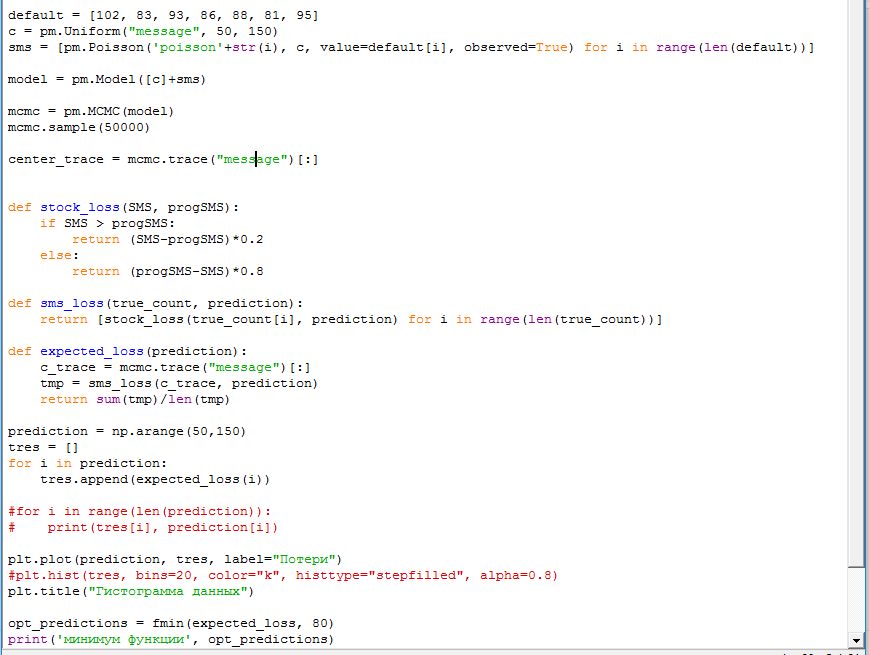 default = [102, 83, 93, 86, 88, 81, 95]
c = pm.Uniform("message", 50, 150)
sms = [pm.Poisson('poisson'+str(i), c, value=default[i], observed=True) for i in range(len(default))]
model = pm.Model([c]+sms)
mcmc = pm.MCMC(model)
mcmc.sample(50000)
center_trace = mcmc.trace("message")[:]
def stock_loss(SMS, progSMS):
    if SMS > progSMS:
        return (SMS-progSMS)*0.2
    else:
        return (progSMS-SMS)*0.8
def sms_loss(true_count, prediction):
    return [stock_loss(true_count[i], prediction) for i in range(len(true_count))]
def expected_loss(prediction):
    c_trace = mcmc.trace("message")[:]
    tmp = sms_loss(c_trace, prediction)
    return sum(tmp)/len(tmp)
prediction = np.arange(50,150)
tres = []
for i in prediction:
    tres.append(expected_loss(i))
#for i in range(len(prediction)):
#    print(tres[i], prediction[i])
plt.plot(prediction, tres, label="Потери")
#plt.hist(tres, bins=20, color="k", histtype="stepfilled", alpha=0.8)
plt.title("Гистограмма данных")
opt_predictions = fmin(expected_loss, 80)
print('минимум функции', opt_predictions)